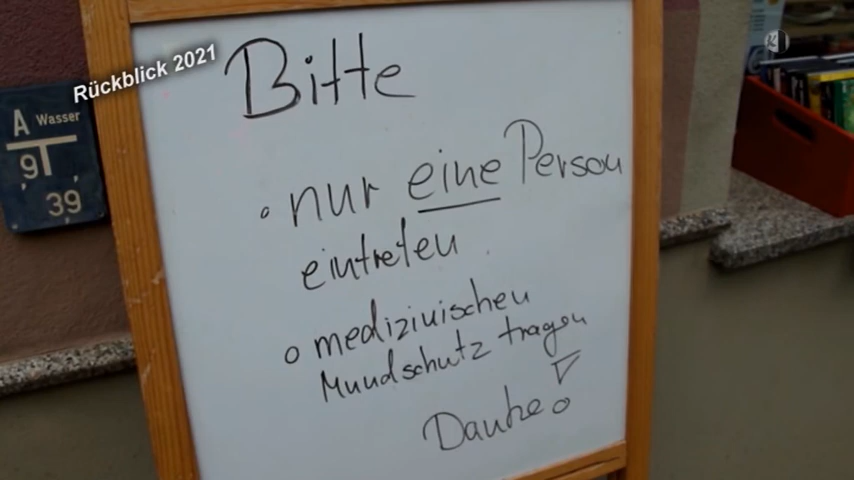 Rückblick 2021
A Wasser
9 T
39
Bitte
• nur eine Person
eintreten
o medizinischen
Mundschutz tragen
Danke!